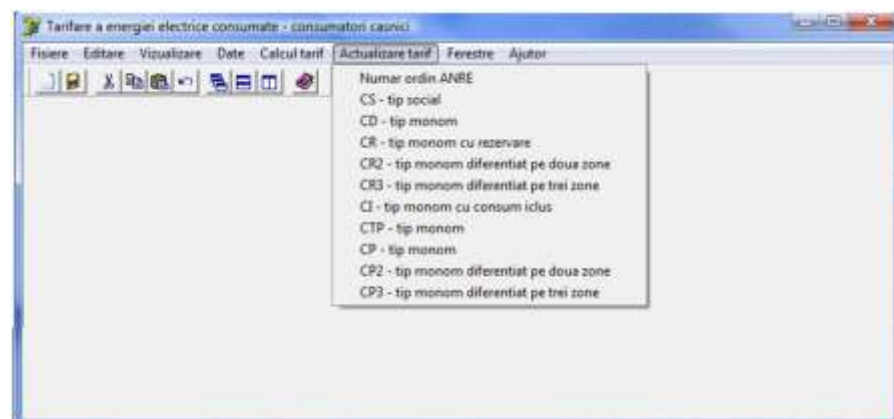 Tarifare a energiei electrice consumate - consumatori casnici
Fisiere Editare Vizualizare Date Calcul tarif Actualizare tarif Ferestre Ajutor
Numar ordin ANRE
CS - tip social
CD - tip monom
CR - tip monom cu rezervare
CR2 - tip monom diferentiat pe doua zone
CR3 - tip monom diferentiat pe trei zone
CI - tip monom cu consum iclus
CTP - tip monom
CP - tip monom
CP2 - tip monom diferentiat pe doua zone
CP3 - tip monom diferentiat pe trei zone